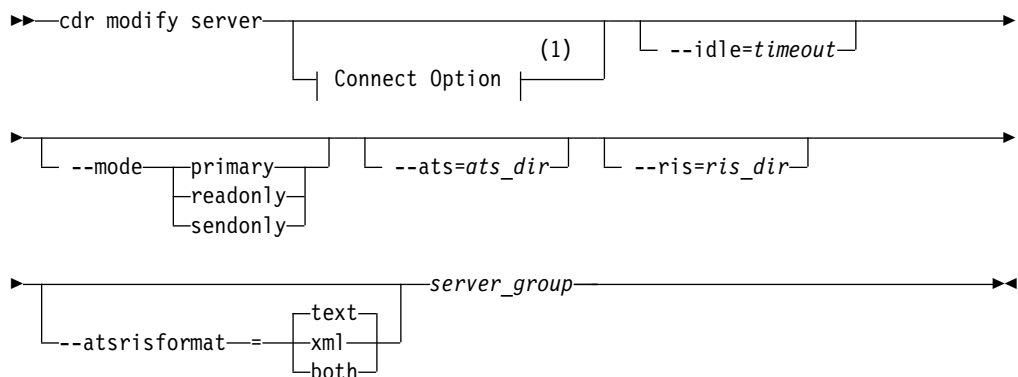 cdr modify server
(1)
Connect Option
--idle=timeout
--mode primary
readonly
sendonly
--ats=ats_dir
--ris=ris_dir
server_group
--atsrisformat = text
xml
both